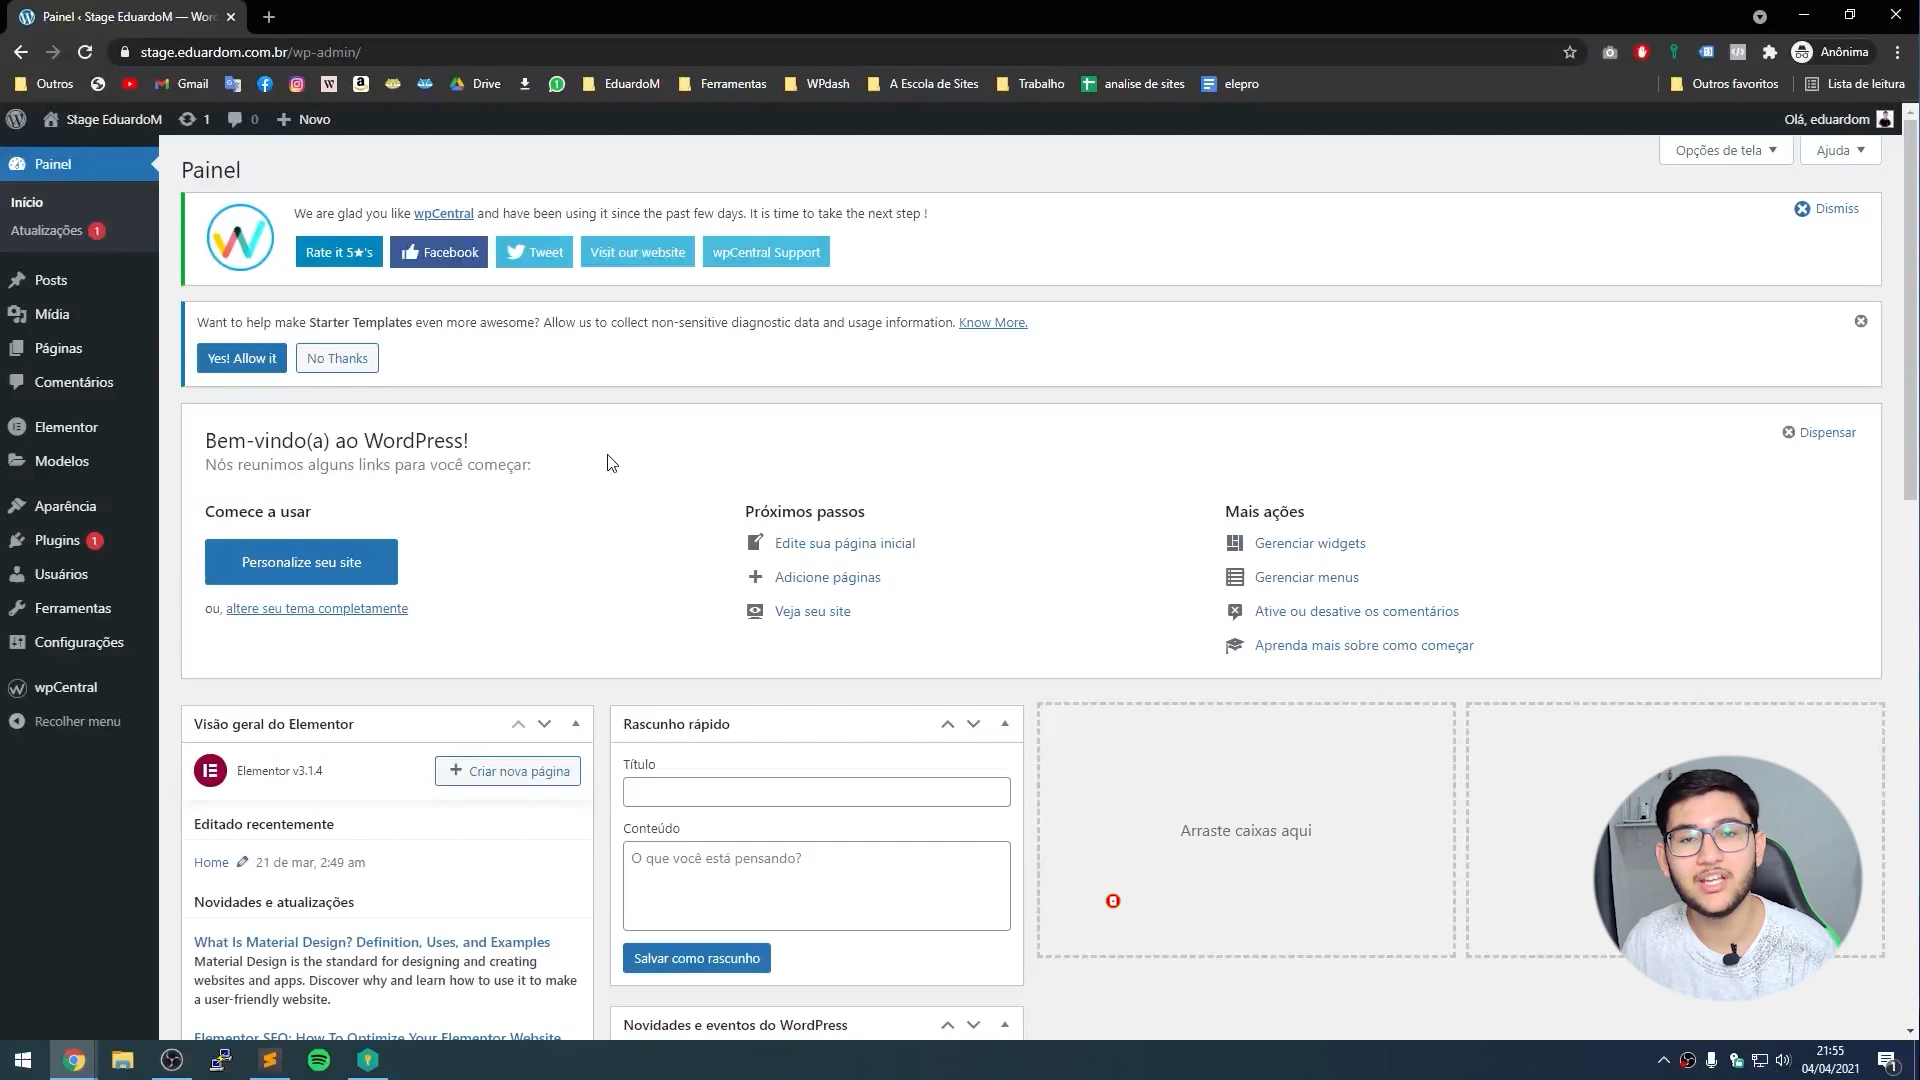 Painel ‹ Stage EduardoM — Wor
stage.eduardom.com.br/wp-admin/
Anônima
Outros
Gmail
Drive
EduardoM
Ferramentas
WPdash
A Escola de Sites
Trabalho
analise de sites
elepro
Outros favoritos
Lista de leitura
Stage EduardoM
1
0
Novo
Olá, eduardom
Painel
Início
Atualizações 1
Posts
Mídia
Páginas
Comentários
Elementor
Modelos
Aparência
Plugins 1
Usuários
Ferramentas
Configurações
wpCentral
Recolher menu
Opções de tela
Ajuda
Painel
We are glad you like wpCentral and have been using it since the past few days. It is time to take the next step !
Dismiss
Rate it 5★'s
Facebook
Tweet
Visit our website
wpCentral Support
Want to help make Starter Templates even more awesome? Allow us to collect non-sensitive diagnostic data and usage information. Know More.
Yes! Allow it
No Thanks
Bem-vindo(a) ao WordPress!
Dispensar
Nós reunimos alguns links para você começar:
Comece a usar
Personalize seu site
ou, altere seu tema completamente
Próximos passos
Edite sua página inicial
Adicione páginas
Veja seu site
Mais ações
Gerenciar widgets
Gerenciar menus
Ative ou desative os comentários
Aprenda mais sobre como começar
Visão geral do Elementor
Elementor v3.1.4
Criar nova página
Editado recentemente
Home 21 de mar, 2:49 am
Novidades e atualizações
What Is Material Design? Definition, Uses, and Examples
Material Design is the standard for designing and creating
websites and apps. Discover why and learn how to use it to make
a user-friendly website.
Elementor SEO: How To Optimize Your Elementor Website
Rascunho rápido
Título
Conteúdo
O que você está pensando?
Salvar como rascunho
Novidades e eventos do WordPress
Arraste caixas aqui
21:55
04/04/2021
1